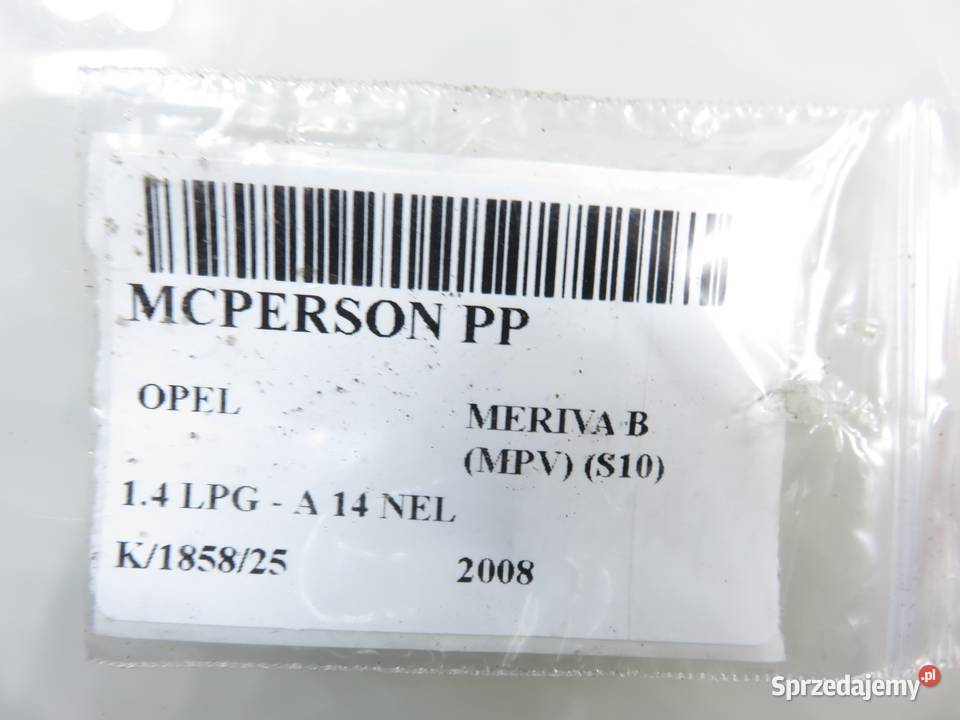 MCPERSON PP
OPEL
MERIVA B
(MPV) (S10)
1.4 LPG - A 14 NEL
K/1858/25
2008
Sprzedajemy.pl